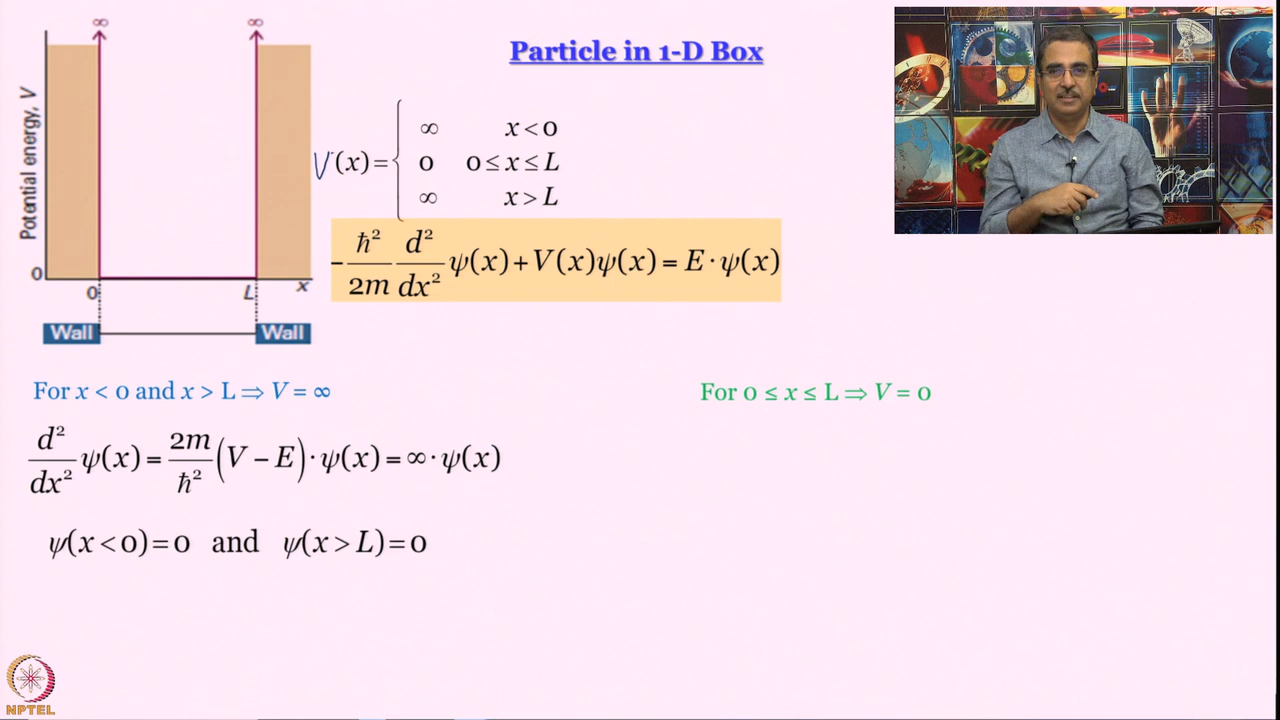 Particle in 1-D Box
∞ ∞
Potential energy, V
0
0 L x
Wall Wall
V(x) = { ∞ x < 0
0 0 ≤ x ≤ L
∞ x > L
-ħ²/2m d²/dx² ψ(x) + V(x)ψ(x) = E · ψ(x)
For x < 0 and x > L ⇒ V = ∞
d²/dx² ψ(x) = 2m/ħ² (V − E) · ψ(x) = ∞ · ψ(x)
ψ(x < 0) = 0 and ψ(x > L) = 0
For 0 ≤ x ≤ L ⇒ V = 0
NPTEL